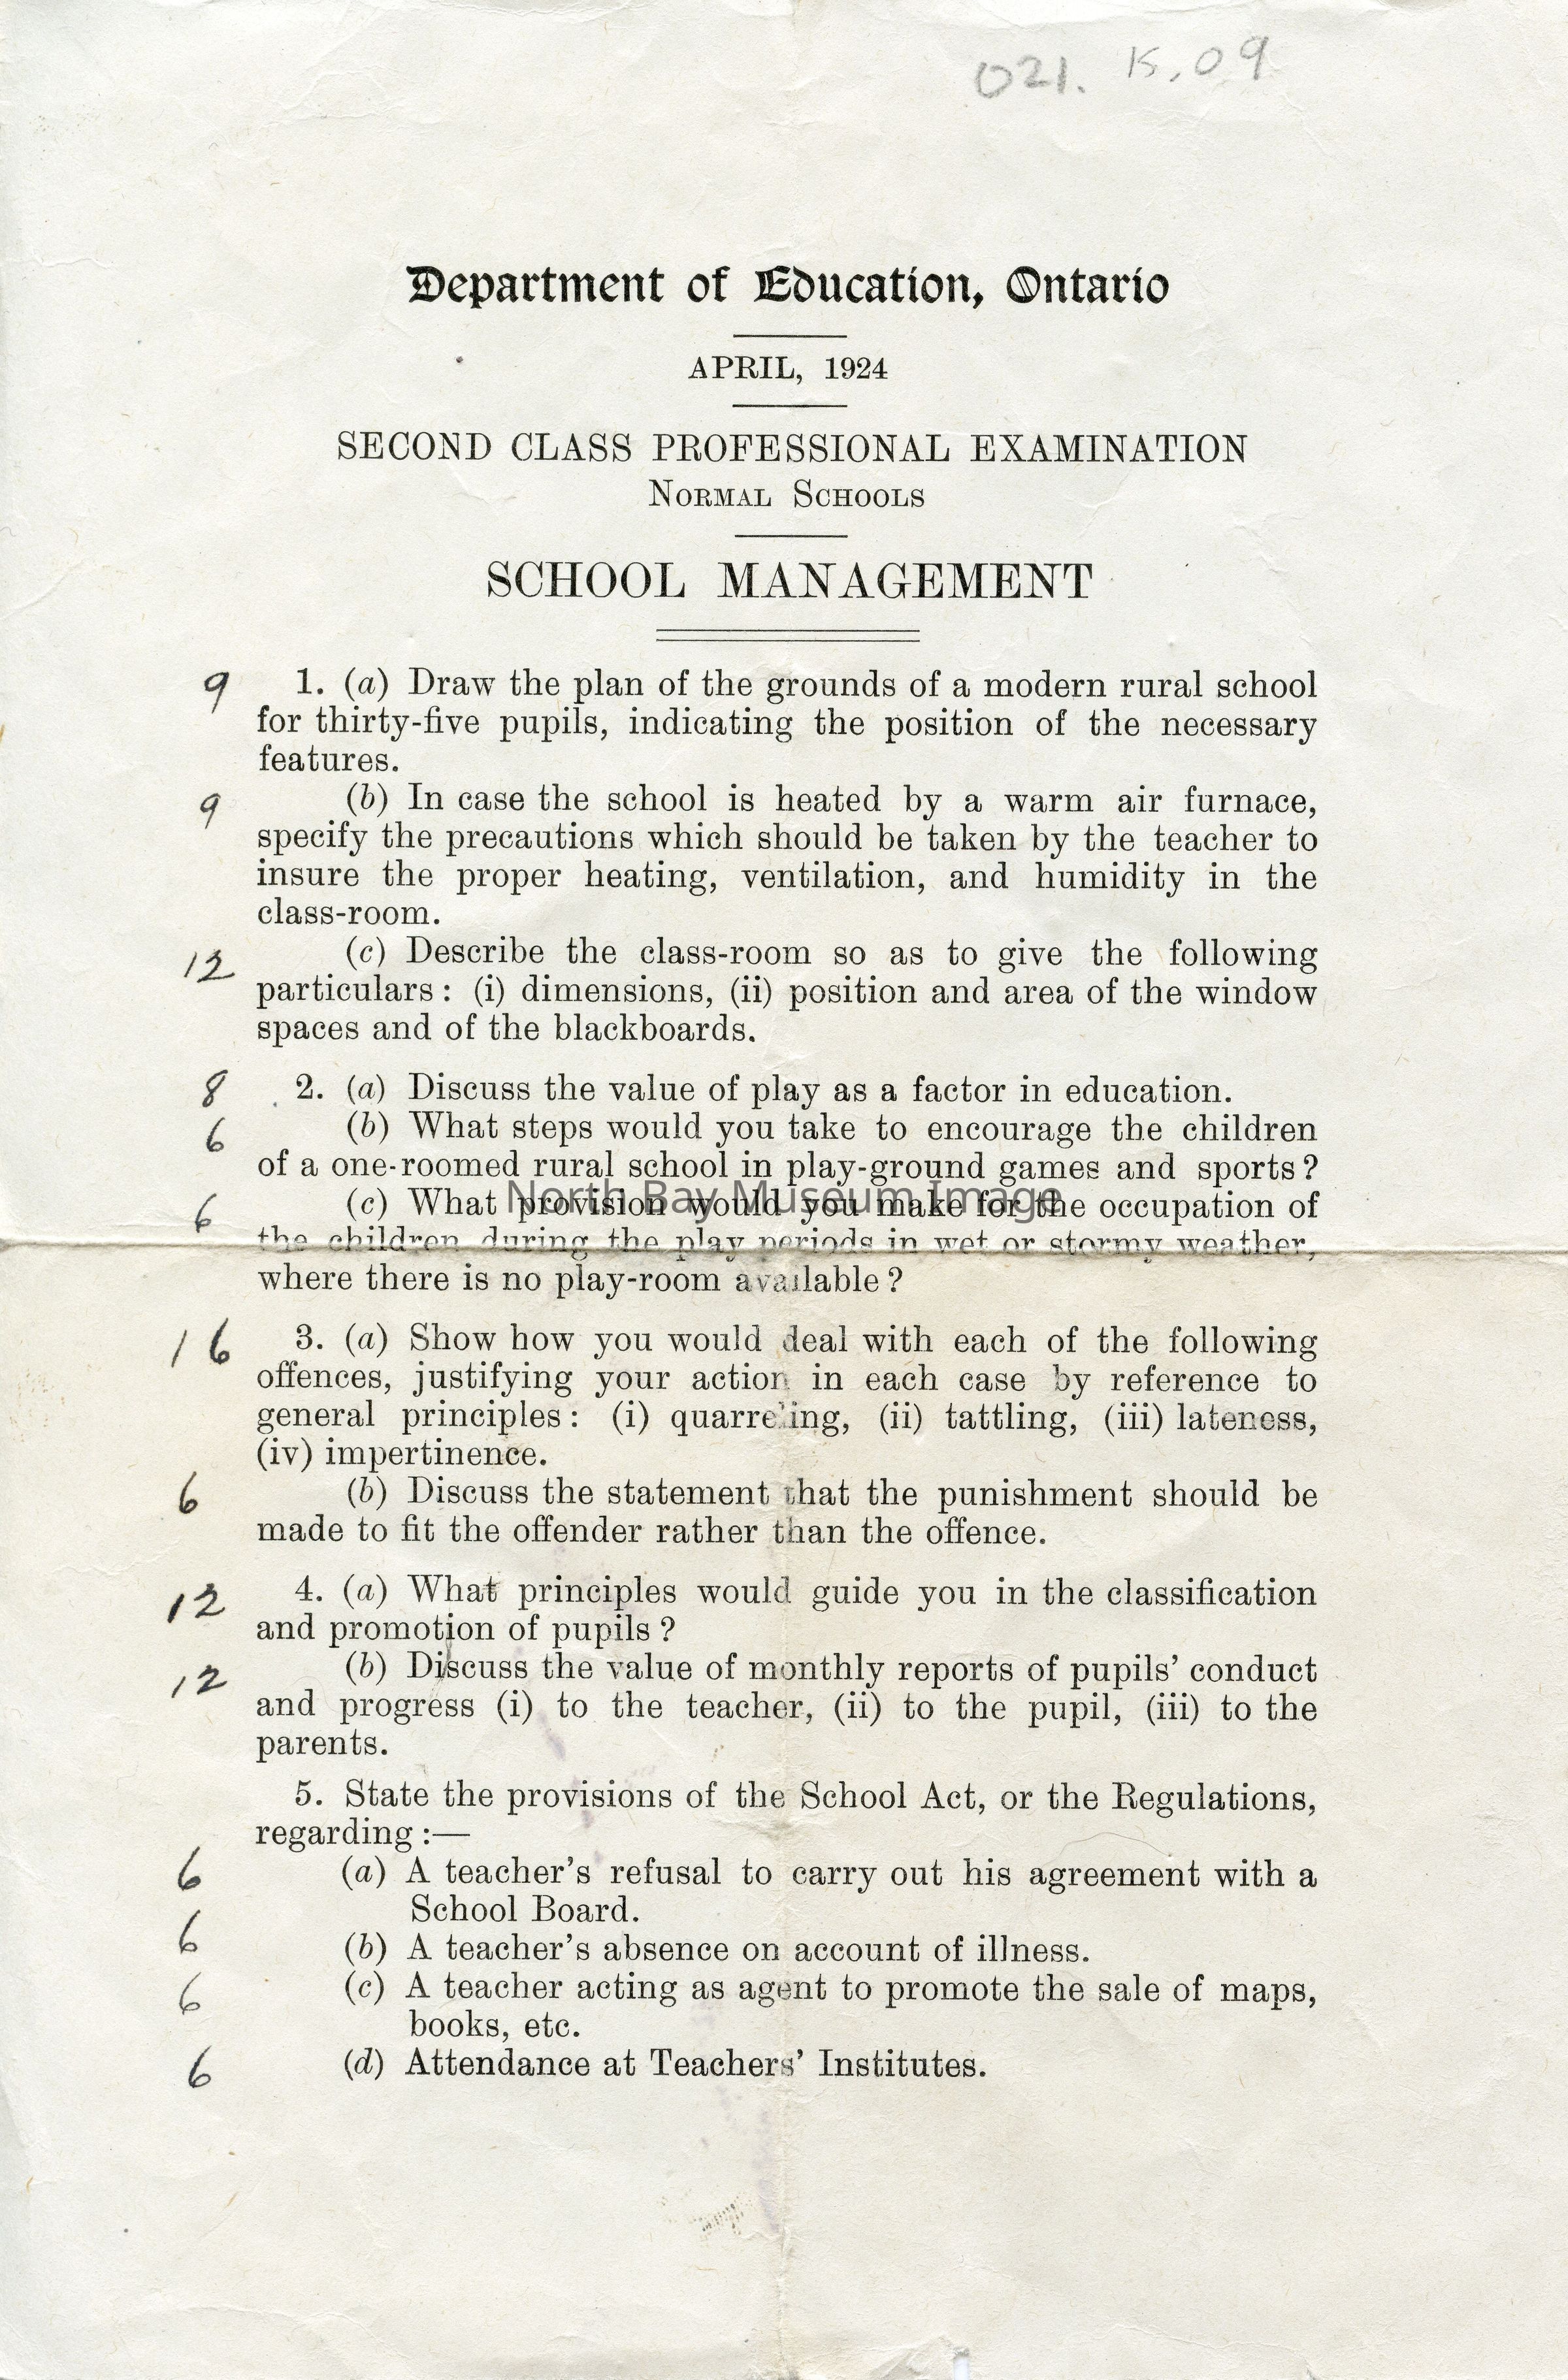 021. 15.09
Department of Education, Ontario
APRIL, 1924
SECOND CLASS PROFESSIONAL EXAMINATION
NORMAL SCHOOLS
SCHOOL MANAGEMENT
9 1. (a) Draw the plan of the grounds of a modern rural school
for thirty-five pupils, indicating the position of the necessary
features.
9 (b) In case the school is heated by a warm air furnace,
specify the precautions which should be taken by the teacher to
insure the proper heating, ventilation, and humidity in the
class-room.
12 (c) Describe the class-room so as to give the following
particulars: (i) dimensions, (ii) position and area of the window
spaces and of the blackboards.
8 2. (a) Discuss the value of play as a factor in education.
6 (b) What steps would you take to encourage the children
of a one-roomed rural school in play-ground games and sports?
North Bay Museum Image
6 (c) What provision would you make for the occupation of
the children during the play periods in wet or stormy weather,
where there is no play-room available?
16 3. (a) Show how you would deal with each of the following
offences, justifying your action in each case by reference to
general principles: (i) quarreling, (ii) tattling, (iii) lateness,
(iv) impertinence.
6 (b) Discuss the statement that the punishment should be
made to fit the offender rather than the offence.
12 4. (a) What principles would guide you in the classification
and promotion of pupils?
12 (b) Discuss the value of monthly reports of pupils' conduct
and progress (i) to the teacher, (ii) to the pupil, (iii) to the
parents.
5. State the provisions of the School Act, or the Regulations,
regarding:—
6 (a) A teacher's refusal to carry out his agreement with a
School Board.
6 (b) A teacher's absence on account of illness.
6 (c) A teacher acting as agent to promote the sale of maps,
books, etc.
6 (d) Attendance at Teachers' Institutes.